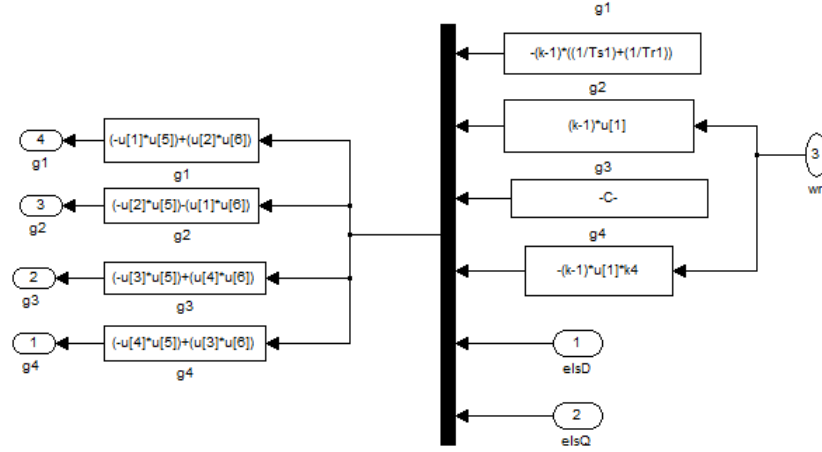 g1
-(k-1)*((1/Ts1)+(1/Tr1))
g2
4
(-u[1]*u[5])+(u[2]*u[6])
(k-1)*u[1]
g1
g1
g3
3
wr
3
(-u[2]*u[5])-(u[1]*u[6])
-C-
g2
g2
g4
2
(-u[3]*u[5])+(u[4]*u[6])
-(k-1)*u[1]*k4
g3
g3
1
(-u[4]*u[5])+(u[3]*u[6])
1
g4
g4
eIsD
2
eIsQ